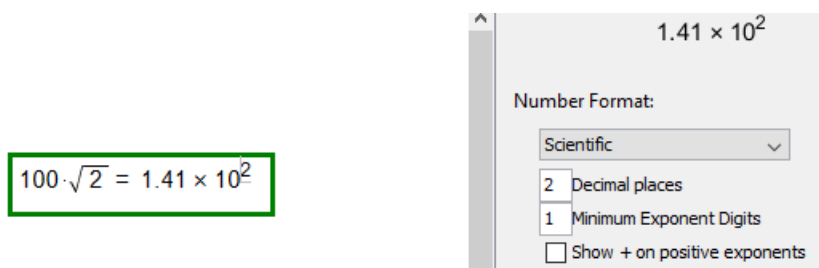 1.41 × 10²
Number Format:
Scientific
100·√2 = 1.41 × 10²
2 Decimal places
1 Minimum Exponent Digits
Show + on positive exponents